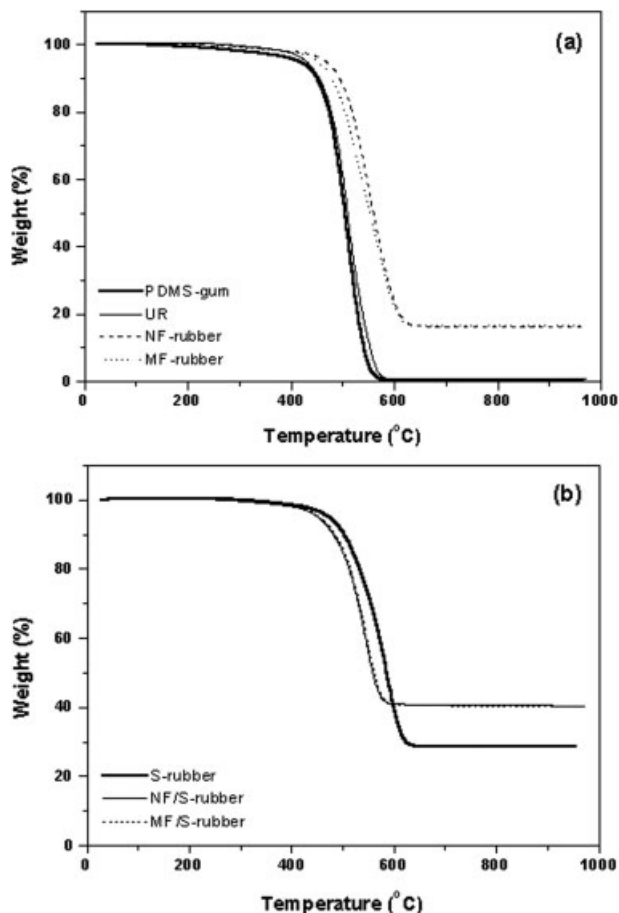 (a)
100
80
60
40
20
0
Weight (%)
PDMS-gum
UR
NF-rubber
MF-rubber
0 200 400 600 800 1000
Temperature (°C)
(b)
100
80
60
40
20
0
Weight (%)
S-rubber
NF/S-rubber
MF/S-rubber
0 200 400 600 800 1000
Temperature (°C)